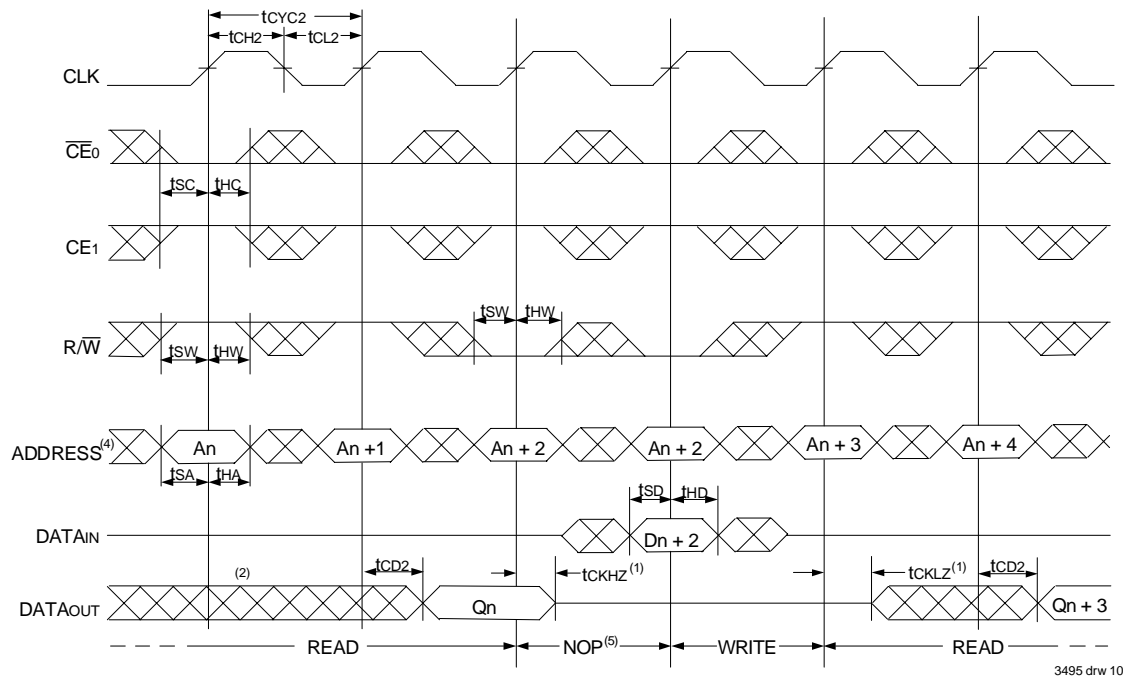 tCYC2
tCH2 tCL2
CLK
CE0
tSC tHC
CE1
tSW tHW
R/W
tSW tHW
ADDRESS(4) An An +1 An + 2 An + 2 An + 3 An + 4
tSA tHA
tSD tHD
DATAIN Dn + 2
(2) tCD2 tCKHZ(1) tCKLZ(1) tCD2
DATAOUT Qn Qn + 3
READ NOP(5) WRITE READ
3495 drw 10